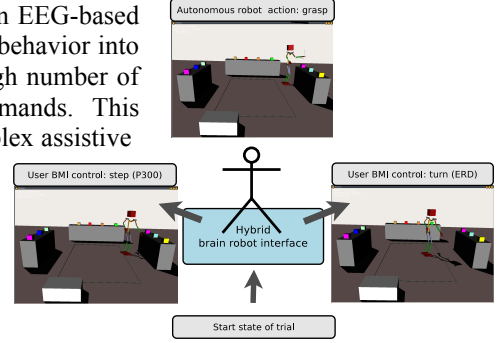 n EEG-based
behavior into
gh number of
mands. This
plex assistive
Autonomous robot action: grasp
User BMI control: step (P300)
User BMI control: turn (ERD)
Hybrid
brain robot interface
Start state of trial